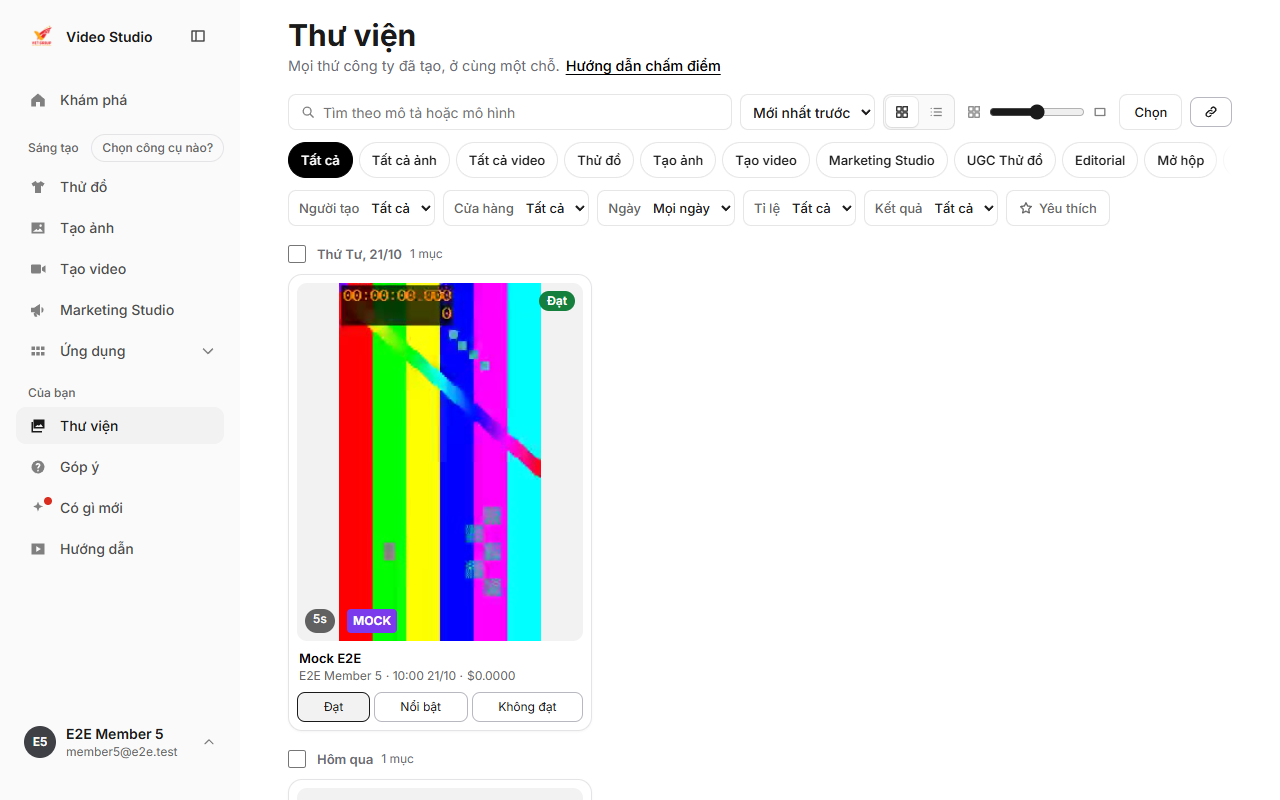 Video Studio
Khám phá
Sáng tạo
Chọn công cụ nào?
Thử đồ
Tạo ảnh
Tạo video
Marketing Studio
Ứng dụng
Của bạn
Thư viện
Góp ý
Có gì mới
Hướng dẫn
E5
E2E Member 5
member5@e2e.test
Thư viện
Mọi thứ công ty đã tạo, ở cùng một chỗ. Hướng dẫn chấm điểm
Tìm theo mô tả hoặc mô hình
Mới nhất trước
Chọn
Tất cả Tất cả ảnh Tất cả video Thử đồ Tạo ảnh Tạo video Marketing Studio UGC Thử đồ Editorial Mở hộp
Người tạo Tất cả Cửa hàng Tất cả Ngày Mọi ngày Tỉ lệ Tất cả Kết quả Tất cả Yêu thích
Thứ Tư, 21/10 1 mục
00:00:00.000
0
Đạt
5s MOCK
Mock E2E
E2E Member 5 · 10:00 21/10 · $0.0000
Đạt Nổi bật Không đạt
Hôm qua 1 mục